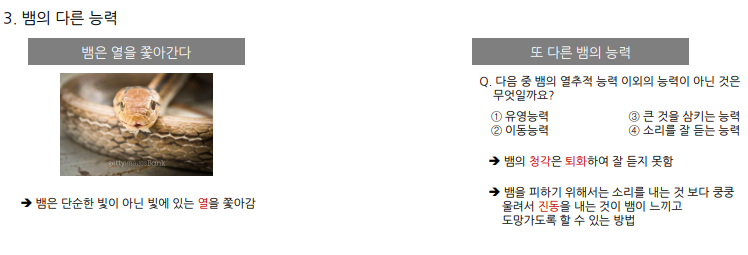 3. 뱀의 다른 능력
뱀은 열을 쫓아간다
gettyimagesBank
➔ 뱀은 단순한 빛이 아닌 빛에 있는 열을 쫓아감
또 다른 뱀의 능력
Q. 다음 중 뱀의 열추적 능력 이외의 능력이 아닌 것은
무엇일까요?
① 유영능력 ③ 큰 것을 삼키는 능력
② 이동능력 ④ 소리를 잘 듣는 능력
➔ 뱀의 청각은 퇴화하여 잘 듣지 못함
➔ 뱀을 피하기 위해서는 소리를 내는 것 보다 쿵쿵
울려서 진동을 내는 것이 뱀이 느끼고
도망가도록 할 수 있는 방법